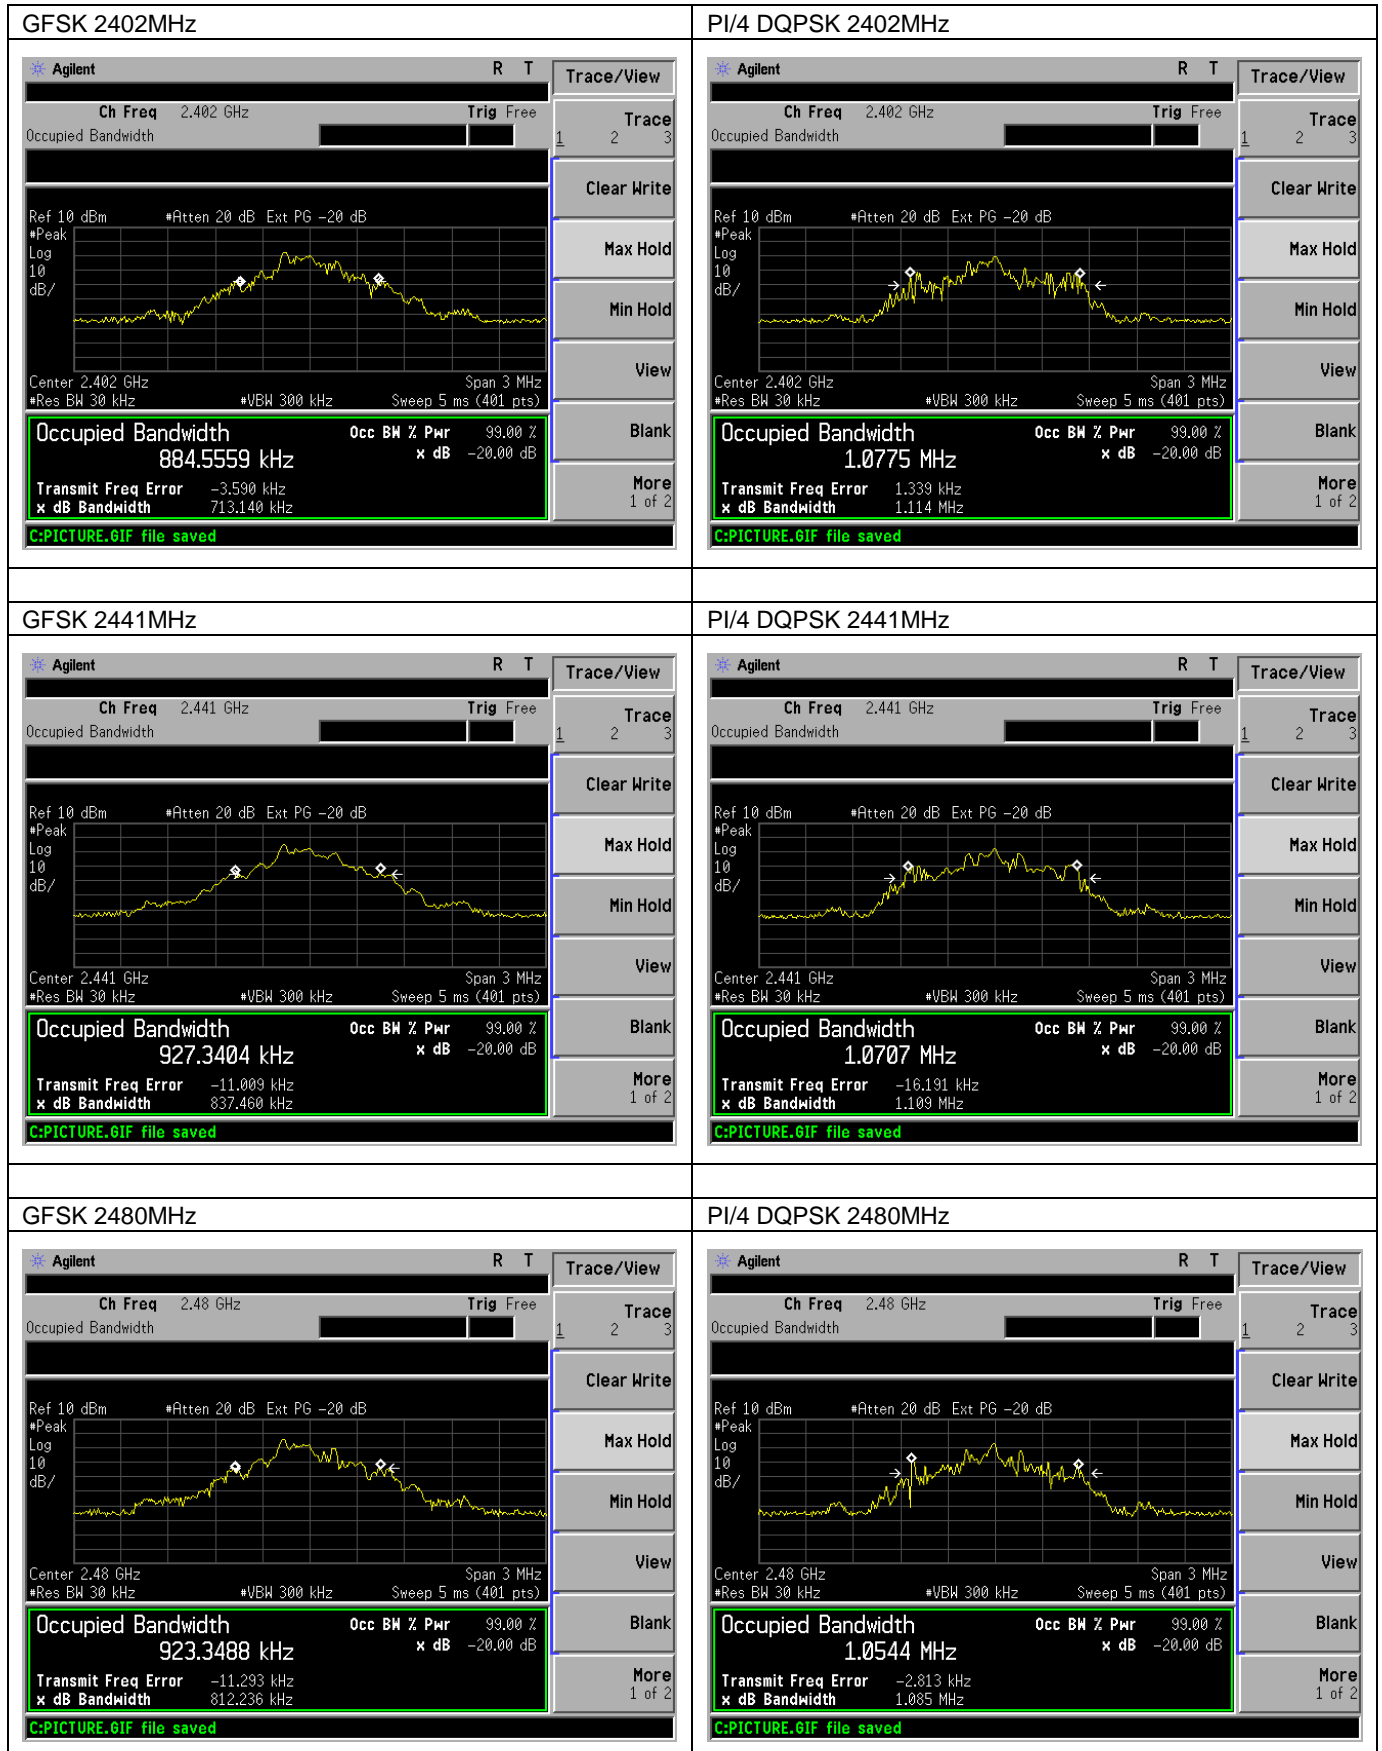 GFSK 2402MHz
PI/4 DQPSK 2402MHz
Agilent R T Trace/View
Ch Freq 2.402 GHz Trig Free
Occupied Bandwidth
Trace
1 2 3
Clear Write
Ref 10 dBm #Atten 20 dB Ext PG -20 dB
#Peak
Log
10
dB/
Max Hold
Min Hold
View
Center 2.402 GHz Span 3 MHz
#Res BW 30 kHz #VBW 300 kHz Sweep 5 ms (401 pts)
Occupied Bandwidth
884.5559 kHz
Occ BW % Pwr 99.00 %
x dB -20.00 dB
Blank
Transmit Freq Error -3.590 kHz
x dB Bandwidth 713.140 kHz
More
1 of 2
C:PICTURE.GIF file saved
Agilent R T Trace/View
Ch Freq 2.402 GHz Trig Free
Occupied Bandwidth
Trace
1 2 3
Clear Write
Ref 10 dBm #Atten 20 dB Ext PG -20 dB
#Peak
Log
10
dB/
Max Hold
Min Hold
View
Center 2.402 GHz Span 3 MHz
#Res BW 30 kHz #VBW 300 kHz Sweep 5 ms (401 pts)
Occupied Bandwidth
1.0775 MHz
Occ BW % Pwr 99.00 %
x dB -20.00 dB
Blank
Transmit Freq Error 1.339 kHz
x dB Bandwidth 1.114 MHz
More
1 of 2
C:PICTURE.GIF file saved
GFSK 2441MHz
PI/4 DQPSK 2441MHz
Agilent R T Trace/View
Ch Freq 2.441 GHz Trig Free
Occupied Bandwidth
Trace
1 2 3
Clear Write
Ref 10 dBm #Atten 20 dB Ext PG -20 dB
#Peak
Log
10
dB/
Max Hold
Min Hold
View
Center 2.441 GHz Span 3 MHz
#Res BW 30 kHz #VBW 300 kHz Sweep 5 ms (401 pts)
Occupied Bandwidth
927.3404 kHz
Occ BW % Pwr 99.00 %
x dB -20.00 dB
Blank
Transmit Freq Error -11.009 kHz
x dB Bandwidth 837.460 kHz
More
1 of 2
C:PICTURE.GIF file saved
Agilent R T Trace/View
Ch Freq 2.441 GHz Trig Free
Occupied Bandwidth
Trace
1 2 3
Clear Write
Ref 10 dBm #Atten 20 dB Ext PG -20 dB
#Peak
Log
10
dB/
Max Hold
Min Hold
View
Center 2.441 GHz Span 3 MHz
#Res BW 30 kHz #VBW 300 kHz Sweep 5 ms (401 pts)
Occupied Bandwidth
1.0707 MHz
Occ BW % Pwr 99.00 %
x dB -20.00 dB
Blank
Transmit Freq Error -16.191 kHz
x dB Bandwidth 1.109 MHz
More
1 of 2
C:PICTURE.GIF file saved
GFSK 2480MHz
PI/4 DQPSK 2480MHz
Agilent R T Trace/View
Ch Freq 2.48 GHz Trig Free
Occupied Bandwidth
Trace
1 2 3
Clear Write
Ref 10 dBm #Atten 20 dB Ext PG -20 dB
#Peak
Log
10
dB/
Max Hold
Min Hold
View
Center 2.48 GHz Span 3 MHz
#Res BW 30 kHz #VBW 300 kHz Sweep 5 ms (401 pts)
Occupied Bandwidth
923.3488 kHz
Occ BW % Pwr 99.00 %
x dB -20.00 dB
Blank
Transmit Freq Error -11.293 kHz
x dB Bandwidth 812.236 kHz
More
1 of 2
C:PICTURE.GIF file saved
Agilent R T Trace/View
Ch Freq 2.48 GHz Trig Free
Occupied Bandwidth
Trace
1 2 3
Clear Write
Ref 10 dBm #Atten 20 dB Ext PG -20 dB
#Peak
Log
10
dB/
Max Hold
Min Hold
View
Center 2.48 GHz Span 3 MHz
#Res BW 30 kHz #VBW 300 kHz Sweep 5 ms (401 pts)
Occupied Bandwidth
1.0544 MHz
Occ BW % Pwr 99.00 %
x dB -20.00 dB
Blank
Transmit Freq Error -2.813 kHz
x dB Bandwidth 1.085 MHz
More
1 of 2
C:PICTURE.GIF file saved